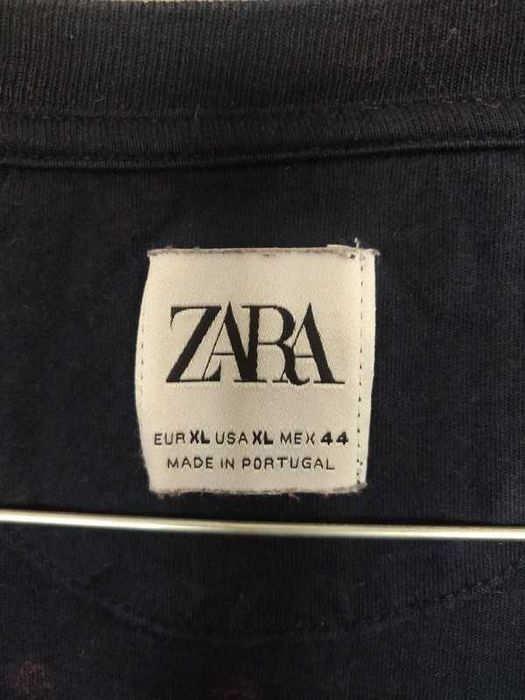 ZARA
EUR XL USA XL MEX 44
MADE IN PORTUGAL